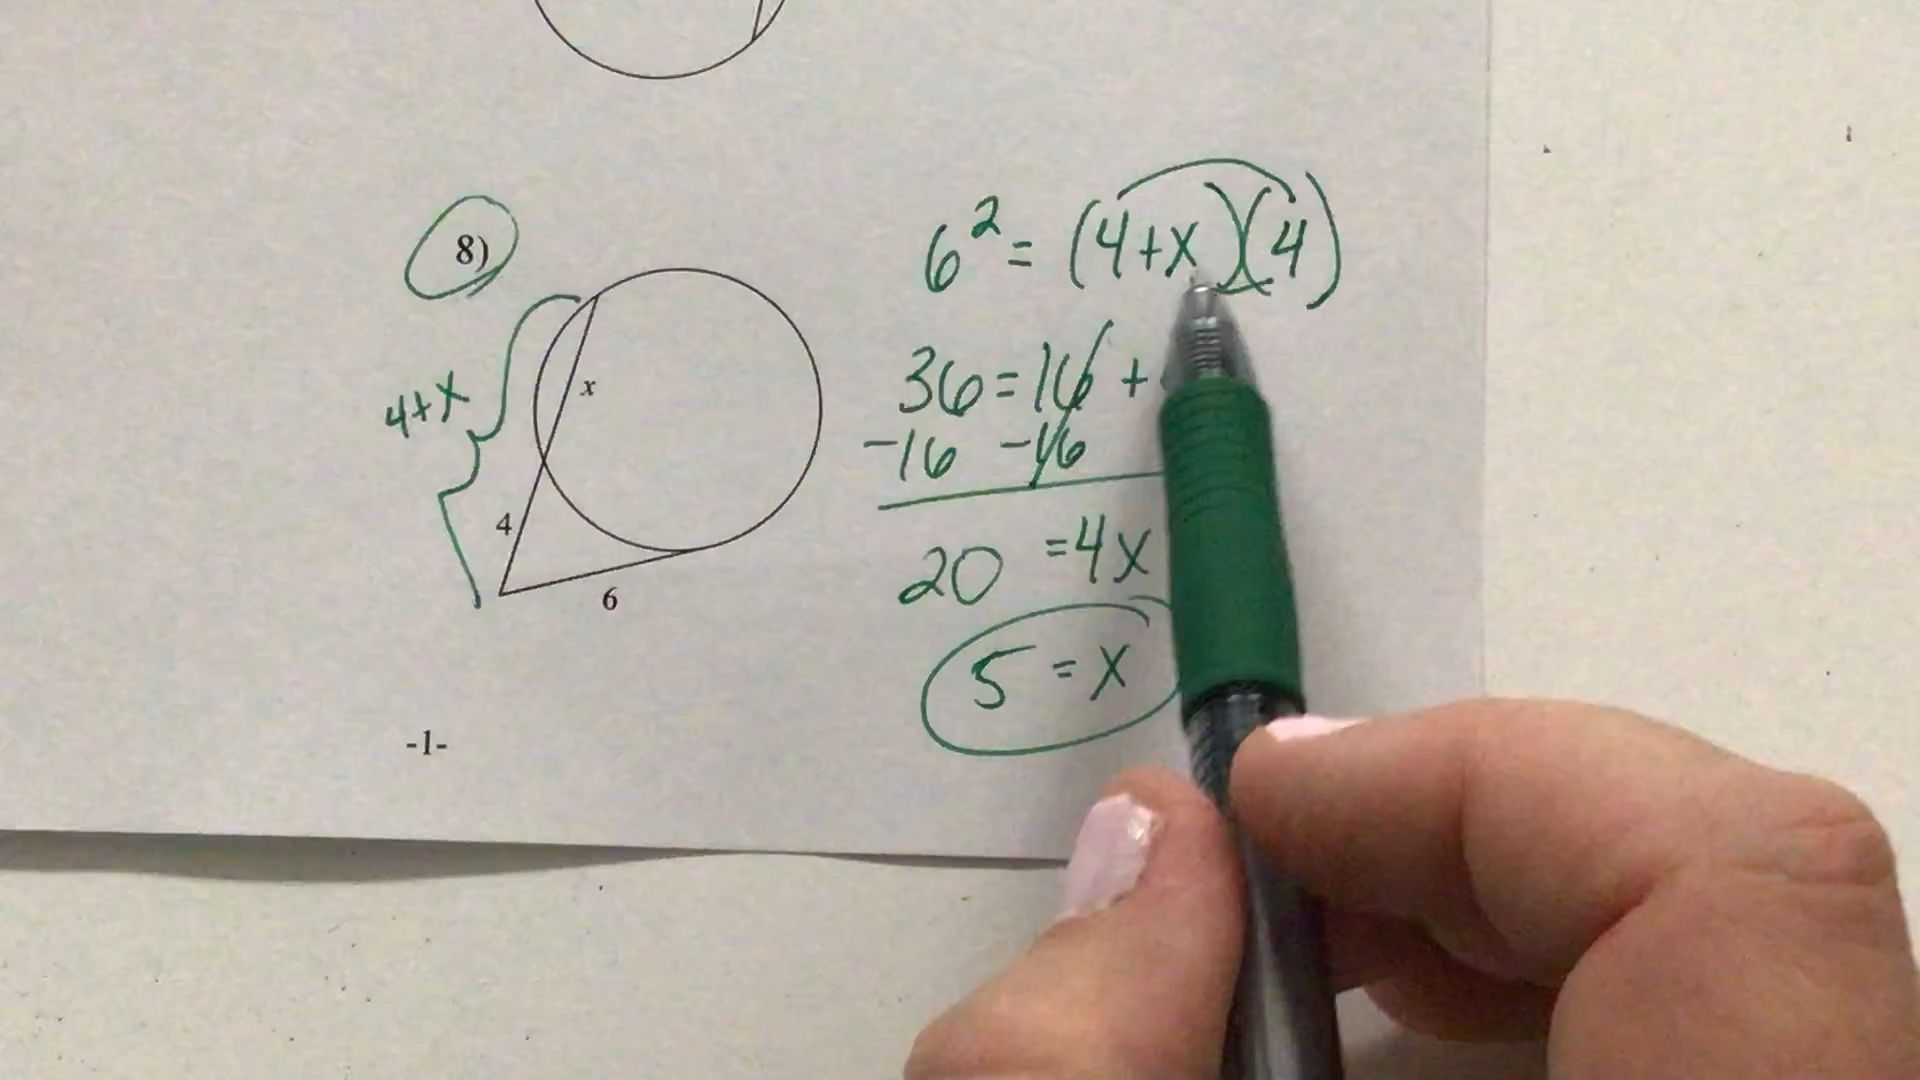 8)
6² = (4+x)(4)
36 = 16 +
-16 -16
20 = 4x
5 = x
4+x
x
4
6
-1-